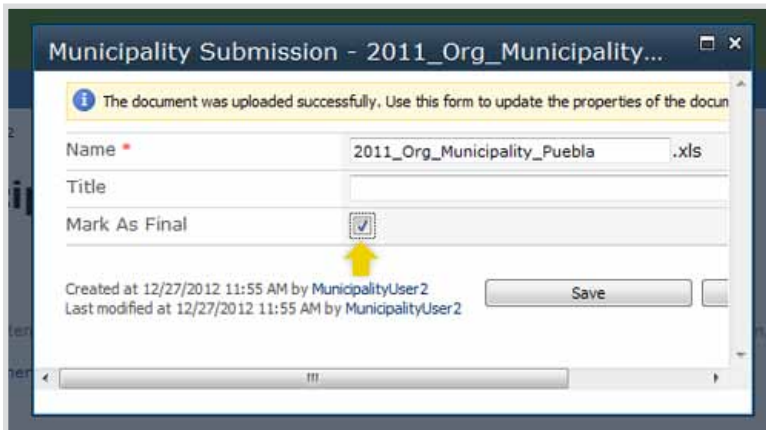 Municipality Submission - 2011_Org_Municipality...
The document was uploaded successfully. Use this form to update the properties of the docun
Name *
2011_Org_Municipality_Puebla .xls
Title
Mark As Final
Created at 12/27/2012 11:55 AM by MunicipalityUser2
Last modified at 12/27/2012 11:55 AM by MunicipalityUser2
Save